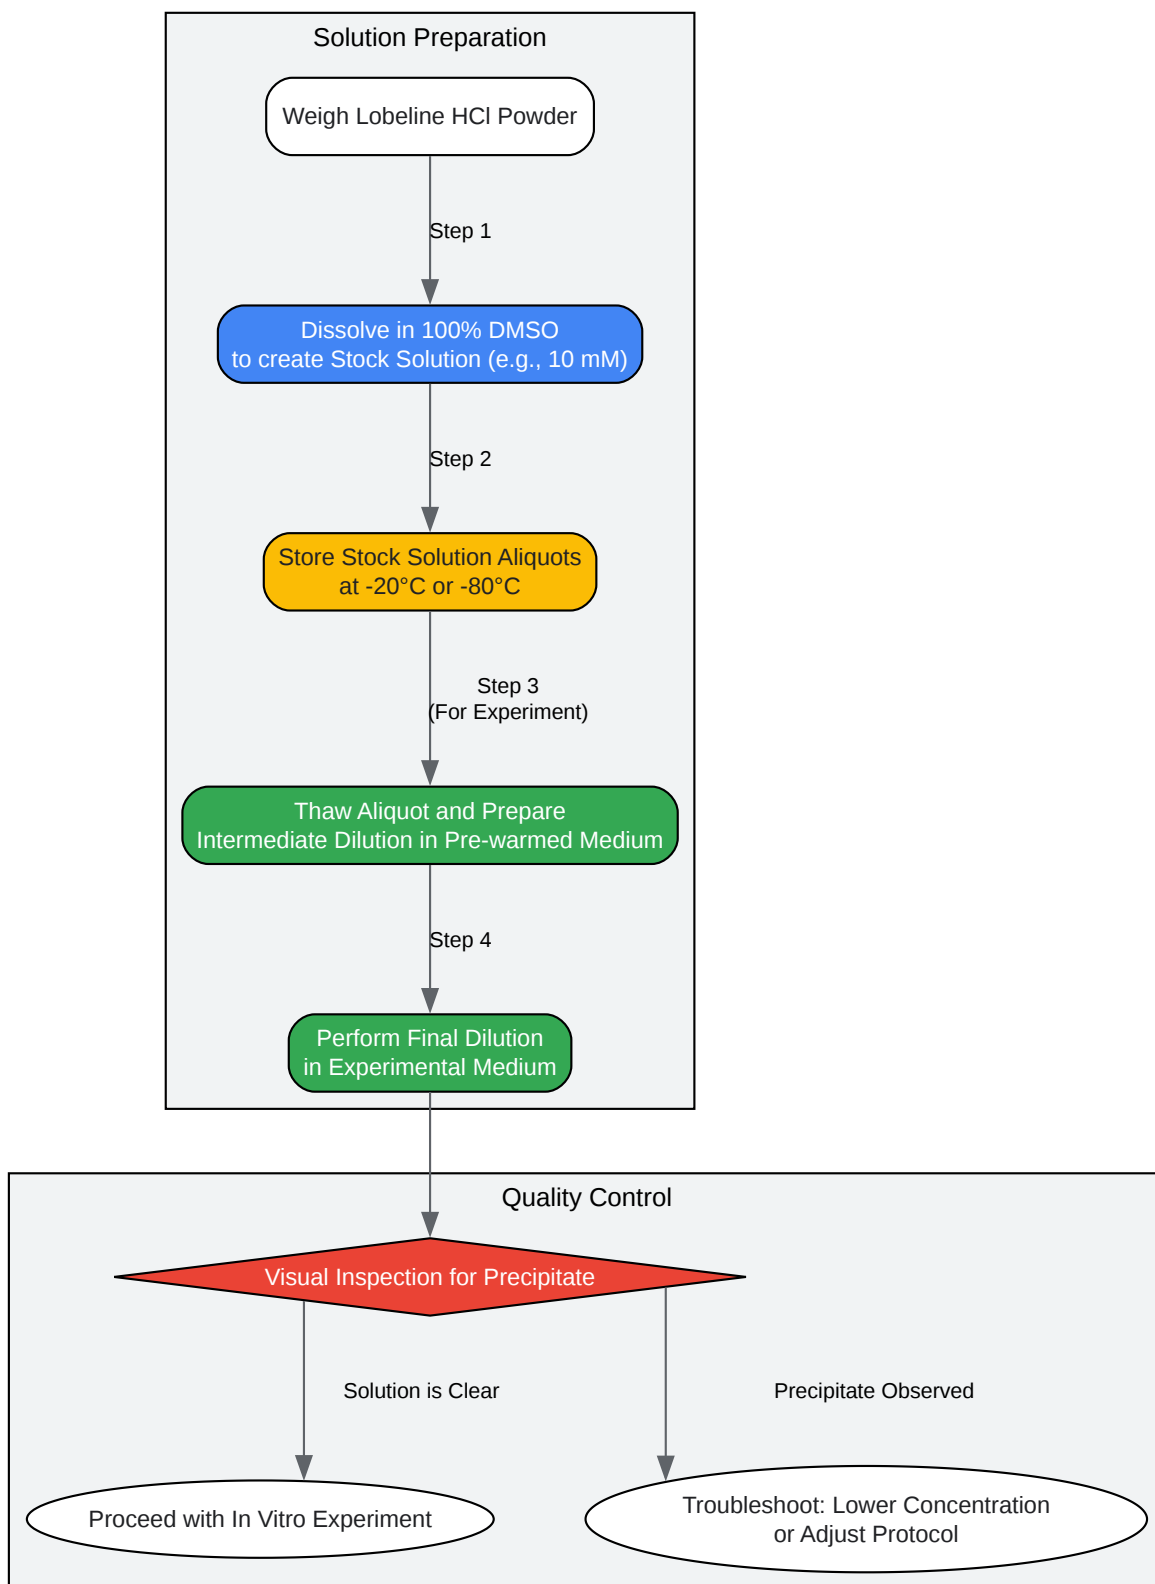 Solution Preparation
Weigh Lobeline HCl Powder
Step 1
Dissolve in 100% DMSO
to create Stock Solution (e.g., 10 mM)
Step 2
Store Stock Solution Aliquots
at -20°C or -80°C
Step 3
(For Experiment)
Thaw Aliquot and Prepare
Intermediate Dilution in Pre-warmed Medium
Step 4
Perform Final Dilution
in Experimental Medium
Quality Control
Visual Inspection for Precipitate
Solution is Clear
Precipitate Observed
Proceed with In Vitro Experiment
Troubleshoot: Lower Concentration
or Adjust Protocol